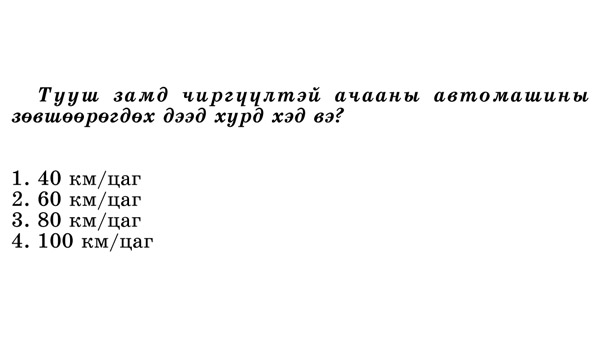 Тууш замд чиргүүлтэй ачааны автомашины
зөвшөөрөгдөх дээд хурд хэд вэ?
1. 40 км/цаг
2. 60 км/цаг
3. 80 км/цаг
4. 100 км/цаг